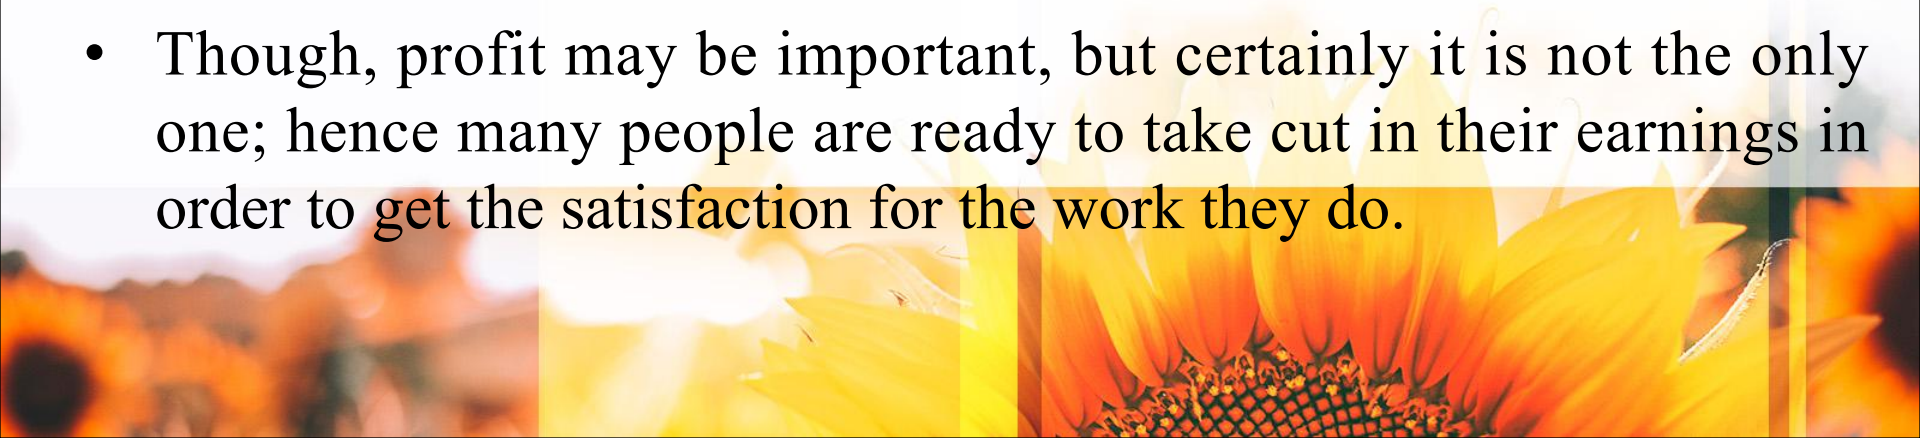 • Though, profit may be important, but certainly it is not the only
one; hence many people are ready to take cut in their earnings in
order to get the satisfaction for the work they do.